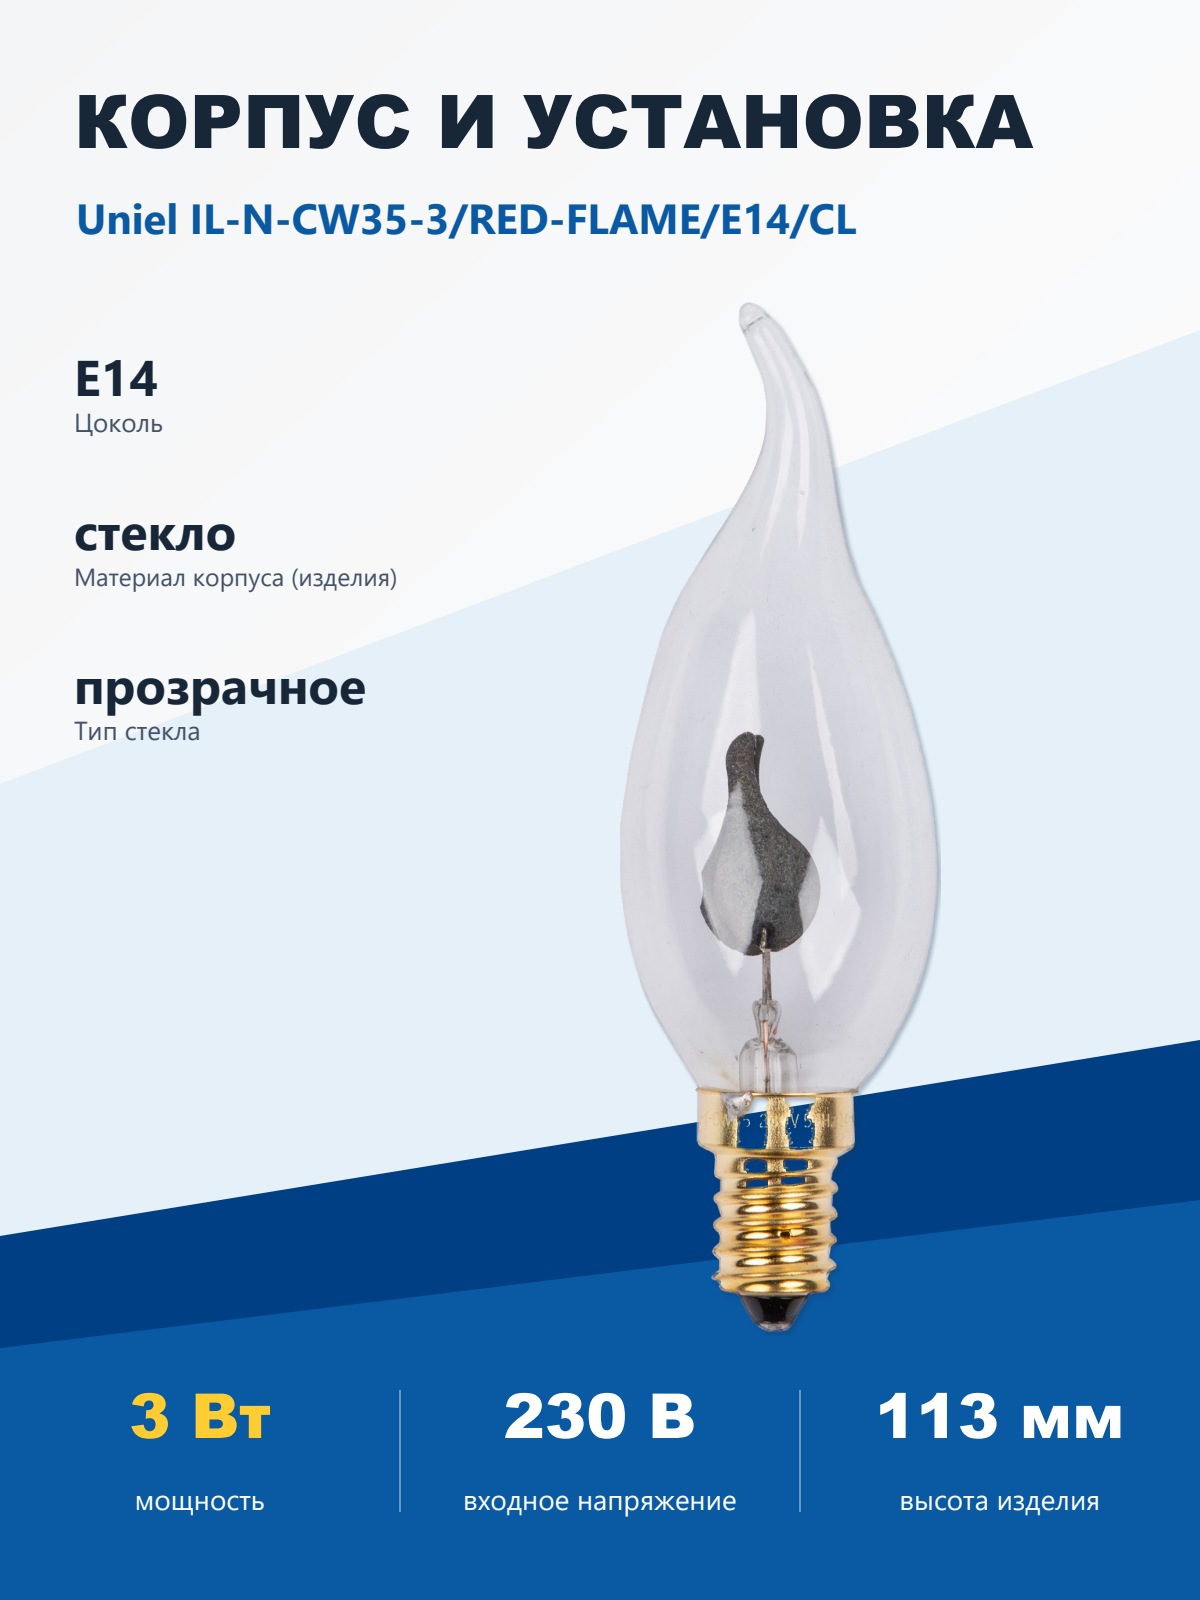 КОРПУС И УСТАНОВКА
Uniel IL-N-CW35-3/RED-FLAME/E14/CL
E14
Цоколь
стекло
Материал корпуса (изделия)
прозрачное
Тип стекла
3 Вт
мощность
230 В
входное напряжение
113 мм
высота изделия